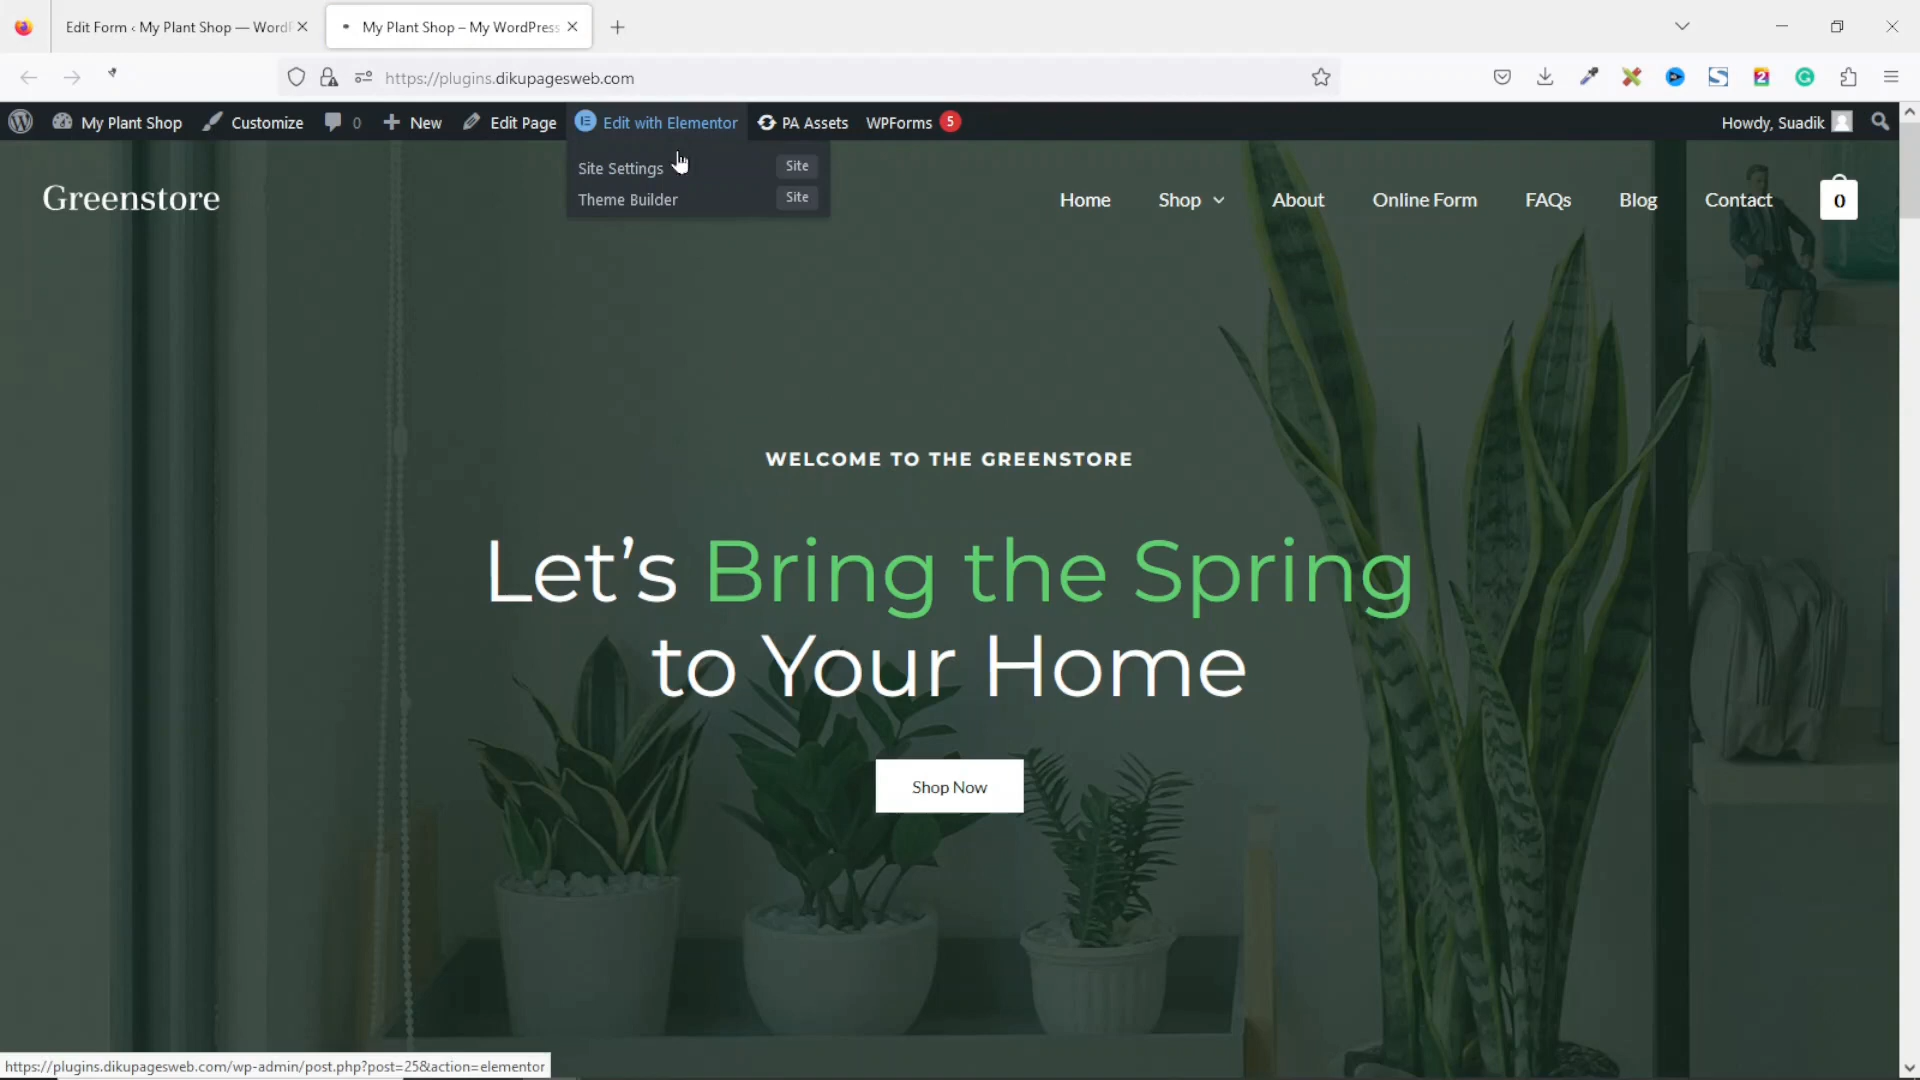 Edit Form ‹ My Plant Shop — WordF
My Plant Shop – My WordPress
https://plugins.dikupagesweb.com
2
My Plant Shop
Customize
0
New
Edit Page
Edit with Elementor
PA Assets
WPForms 5
Howdy, Suadik
Site Settings Site
Theme Builder Site
Greenstore
Home
Shop
About
Online Form
FAQs
Blog
Contact
0
WELCOME TO THE GREENSTORE
Let's Bring the Spring
to Your Home
Shop Now
https://plugins.dikupagesweb.com/wp-admin/post.php?post=25&action=elementor